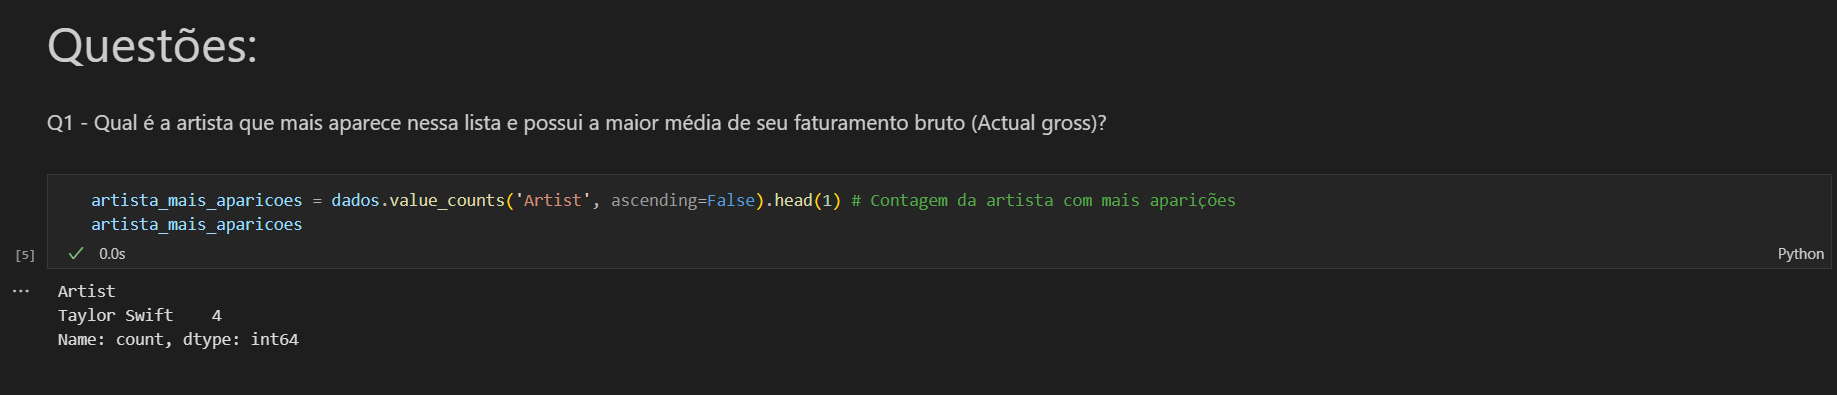 Questões:
Q1 - Qual é a artista que mais aparece nessa lista e possui a maior média de seu faturamento bruto (Actual gross)?
artista_mais_aparicoes = dados.value_counts('Artist', ascending=False).head(1) # Contagem da artista com mais aparições
artista_mais_aparicoes
[5] ✓ 0.0s Python
... Artist
Taylor Swift    4
Name: count, dtype: int64